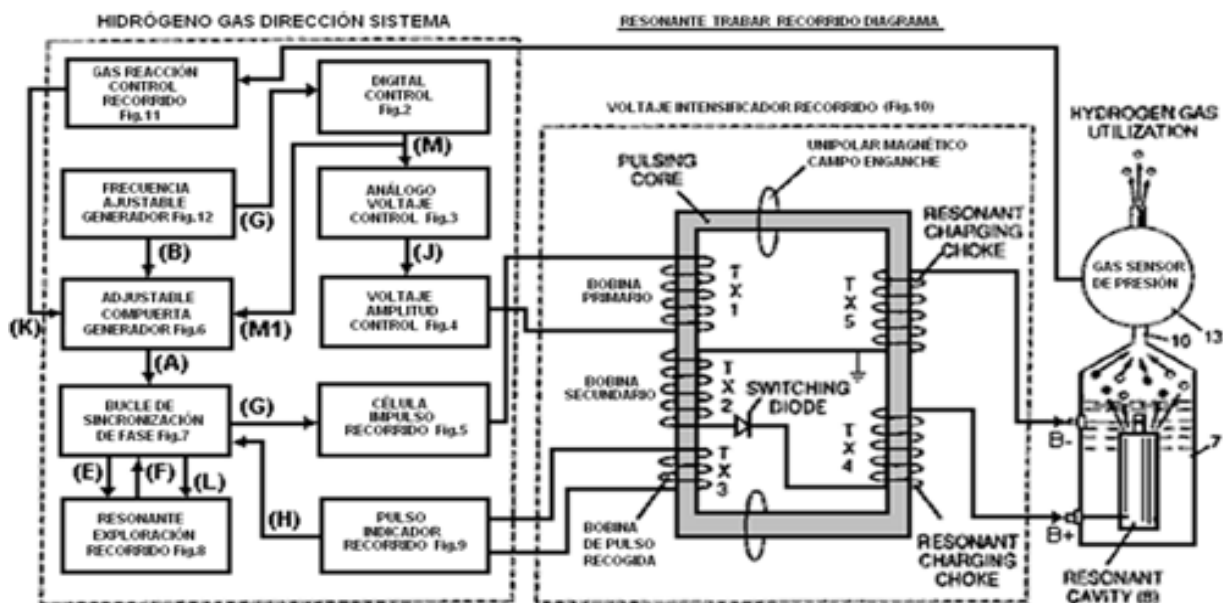 HIDRÓGENO GAS DIRECCIÓN SISTEMA
RESONANTE TRABAR RECORRIDO DIAGRAMA
GAS REACCIÓN
CONTROL
RECORRIDO
Fig.11
DIGITAL
CONTROL
Fig.2
(M)
FRECUENCIA
AJUSTABLE
GENERADOR Fig.12
(G)
ANÁLOGO
VOLTAJE
CONTROL Fig.3
(B)
(J)
(K)
ADJUSTABLE
COMPUERTA
GENERADOR Fig.6
(M1)
VOLTAJE
AMPLITUD
CONTROL Fig.4
(A)
BUCLE DE
SINCRONIZACIÓN
DE FASE Fig.7
(G)
CÉLULA
IMPULSO
RECORRIDO Fig.5
(E)
(F)
(L)
RESONANTE
EXPLORACIÓN
RECORRIDO Fig.8
(H)
PULSO
INDICADOR
RECORRIDO Fig.9
VOLTAJE INTENSIFICADOR RECORRIDO (Fig.10)
UNIPOLAR MAGNÉTICO
CAMPO ENGANCHE
PULSING
CORE
RESONANT
CHARGING
CHOKE
BOBINA
PRIMARIO
TX1
TX5
BOBINA
SECUNDARIO
TX2
SWITCHING
DIODE
TX3
TX4
BOBINA
DE PULSO
RECOGIDA
RESONANT
CHARGING
CHOKE
HYDROGEN GAS
UTILIZATION
GAS SENSOR
DE PRESIÓN
10
13
B-
7
B+
RESONANT
CAVITY (8)